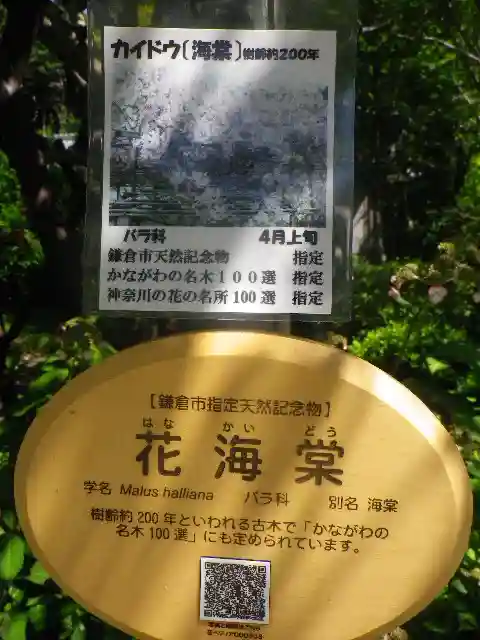 カイドウ〔海棠〕樹齢約200年
バラ科 4月上旬
鎌倉市天然記念物 指定
かながわの名木100選 指定
神奈川の花の名所100選 指定
【鎌倉市指定天然記念物】
はな かい どう
花海棠
学名 Malus halliana バラ科 別名 海棠
樹齢約200年といわれる古木で「かながわの
名木100選」にも定められています。